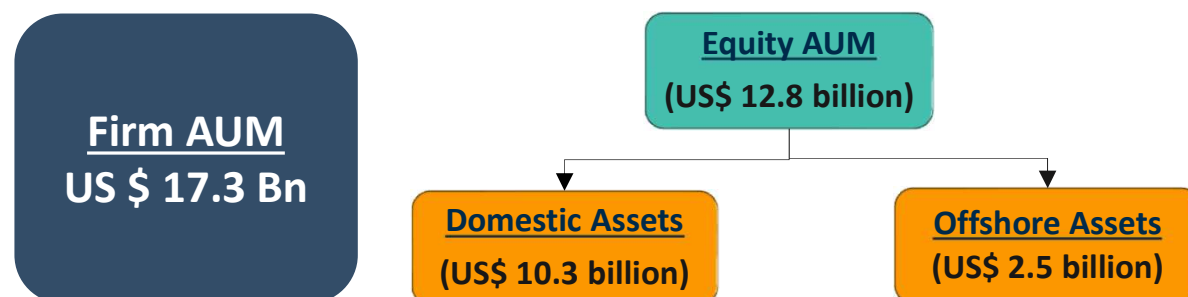 Firm AUM
US $ 17.3 Bn
Equity AUM
(US$ 12.8 billion)
Domestic Assets
(US$ 10.3 billion)
Offshore Assets
(US$ 2.5 billion)